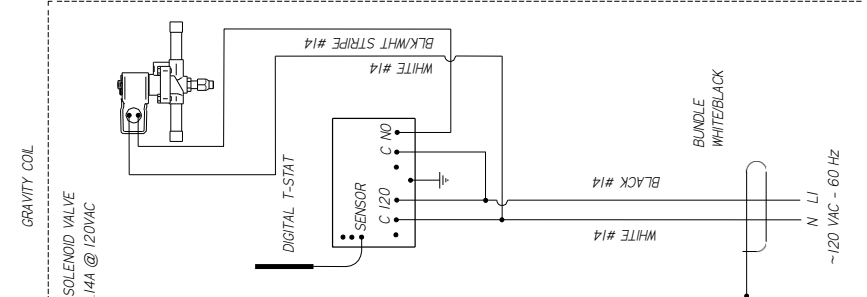 BLK/WHT STRIPE #14
WHITE #14
GRAVITY COIL
SOLENOID VALVE
.14A @ 120VAC
DIGITAL T-STAT
SENSOR
C NO
C 120
BUNDLE
WHITE/BLACK
BLACK #14
WHITE #14
N L1
~120 VAC - 60 HZ